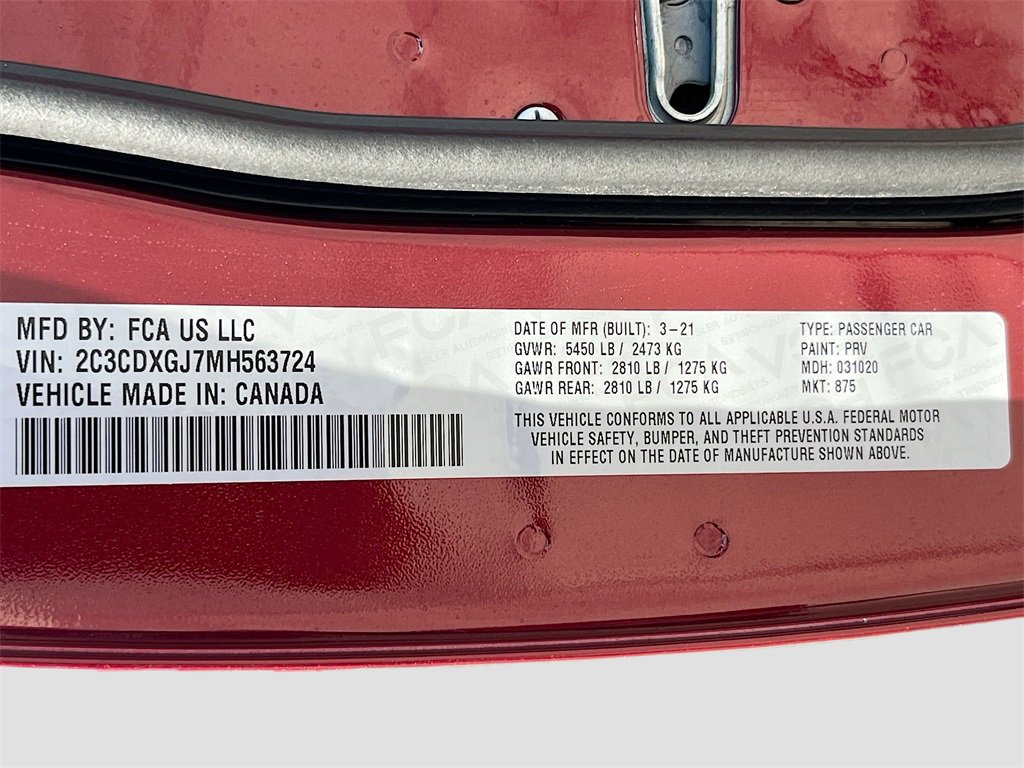 MFD BY: FCA US LLC
VIN: 2C3CDXGJ7MH563724
VEHICLE MADE IN: CANADA
DATE OF MFR (BUILT): 3-21
GVWR: 5450 LB / 2473 KG
GAWR FRONT: 2810 LB / 1275 KG
GAWR REAR: 2810 LB / 1275 KG
TYPE: PASSENGER CAR
PAINT: PRV
MDH: 031020
MKT: 875
THIS VEHICLE CONFORMS TO ALL APPLICABLE U.S.A. FEDERAL MOTOR
VEHICLE SAFETY, BUMPER, AND THEFT PREVENTION STANDARDS
IN EFFECT ON THE DATE OF MANUFACTURE SHOWN ABOVE.